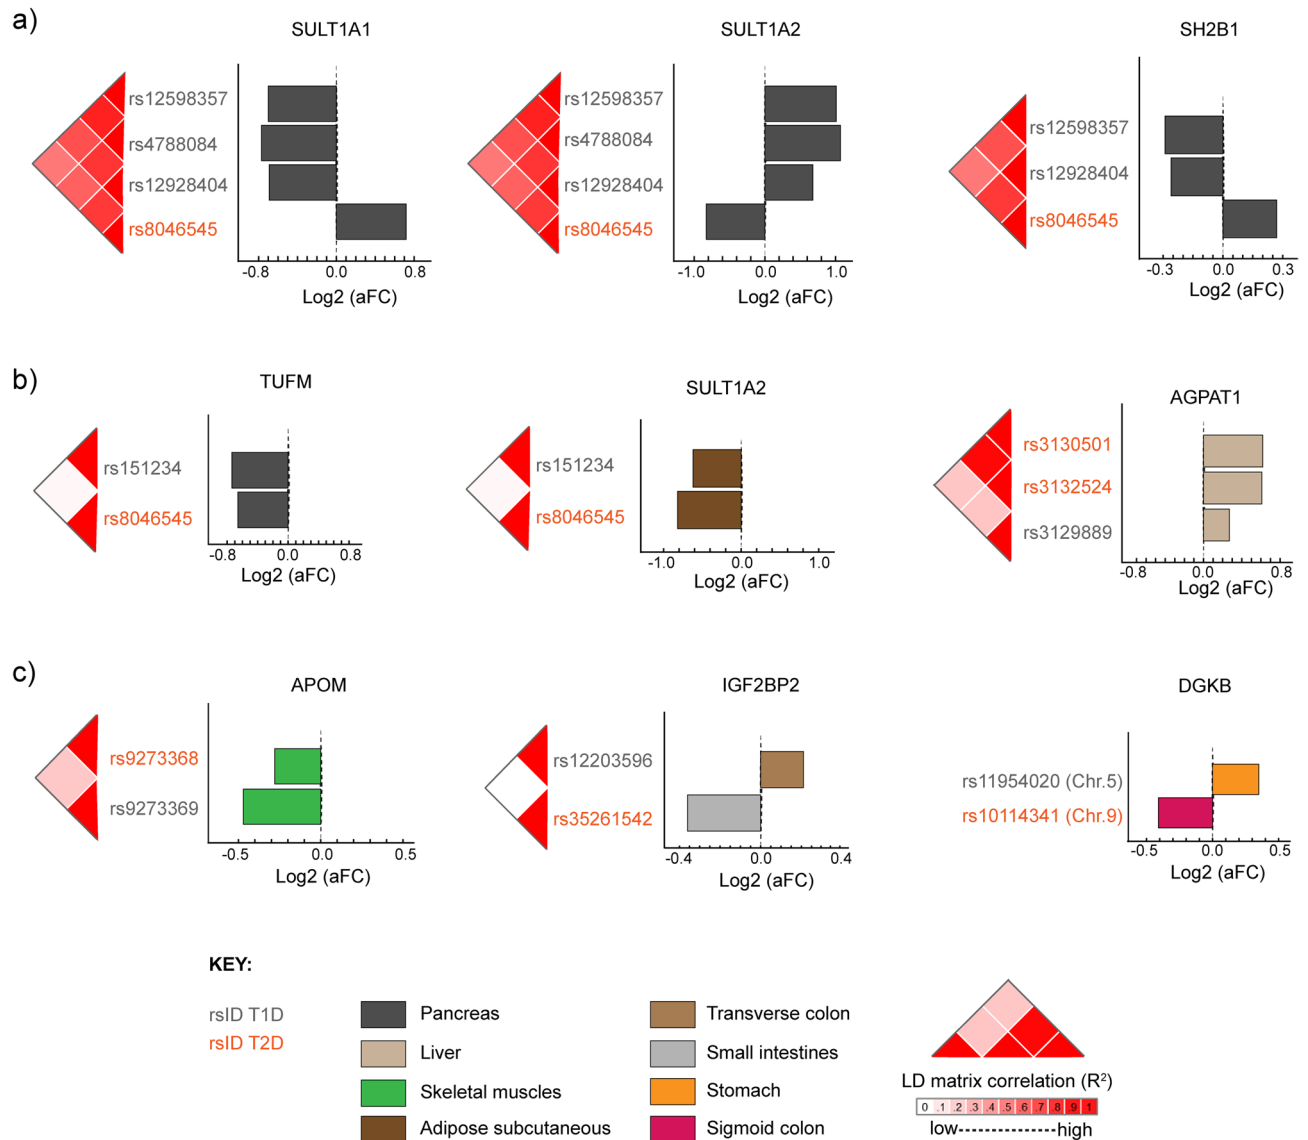 a)
SULT1A1
rs12598357
rs4788084
rs12928404
rs8046545
-0.8 0.0 0.8
Log2 (aFC)
SULT1A2
rs12598357
rs4788084
rs12928404
rs8046545
-1.0 0.0 1.0
Log2 (aFC)
SH2B1
rs12598357
rs12928404
rs8046545
-0.3 0.0 0.3
Log2 (aFC)
b)
TUFM
rs151234
rs8046545
-0.8 0.0 0.8
Log2 (aFC)
SULT1A2
rs151234
rs8046545
-1.0 0.0 1.0
Log2 (aFC)
AGPAT1
rs3130501
rs3132524
rs3129889
-0.8 0.0 0.8
Log2 (aFC)
c)
APOM
rs9273368
rs9273369
-0.5 0.0 0.5
Log2 (aFC)
IGF2BP2
rs12203596
rs35261542
-0.4 0.0 0.4
Log2 (aFC)
DGKB
rs11954020 (Chr.5)
rs10114341 (Chr.9)
-0.5 0.0 0.5
Log2 (aFC)
KEY:
rsID T1D
rsID T2D
Pancreas
Liver
Skeletal muscles
Adipose subcutaneous
Transverse colon
Small intestines
Stomach
Sigmoid colon
LD matrix correlation (R²)
0 .1 .2 .3 .4 .5 .6 .7 .8 .9 1
low------------high